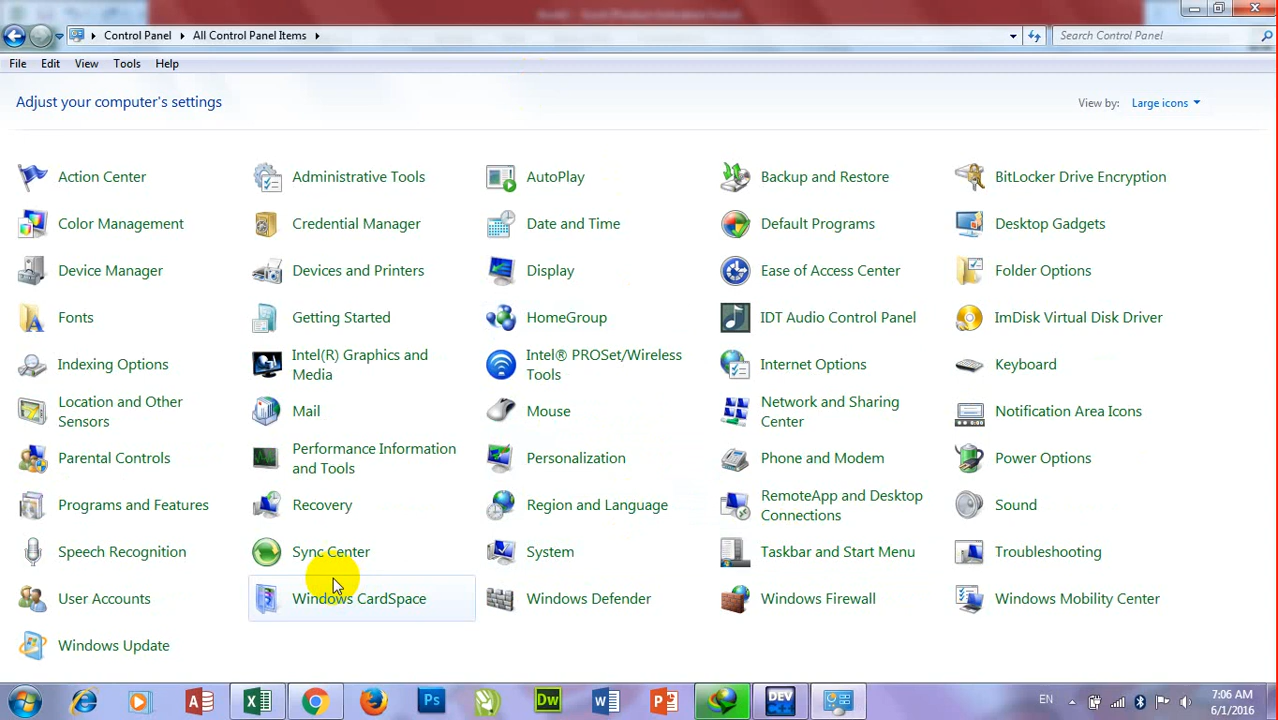 Control Panel
All Control Panel Items
Search Control Panel
File Edit View Tools Help
Adjust your computer's settings
View by: Large icons
Action Center
Administrative Tools
AutoPlay
Backup and Restore
BitLocker Drive Encryption
Color Management
Credential Manager
Date and Time
Default Programs
Desktop Gadgets
Device Manager
Devices and Printers
Display
Ease of Access Center
Folder Options
Fonts
Getting Started
HomeGroup
IDT Audio Control Panel
ImDisk Virtual Disk Driver
Indexing Options
Intel(R) Graphics and
Media
Intel® PROSet/Wireless
Tools
Internet Options
Keyboard
Location and Other
Sensors
Mail
Mouse
Network and Sharing
Center
Notification Area Icons
Parental Controls
Performance Information
and Tools
Personalization
Phone and Modem
Power Options
Programs and Features
Recovery
Region and Language
RemoteApp and Desktop
Connections
Sound
Speech Recognition
Sync Center
System
Taskbar and Start Menu
Troubleshooting
User Accounts
Windows CardSpace
Windows Defender
Windows Firewall
Windows Mobility Center
Windows Update
Ps
Dw
DEV
EN
7:06 AM
6/1/2016